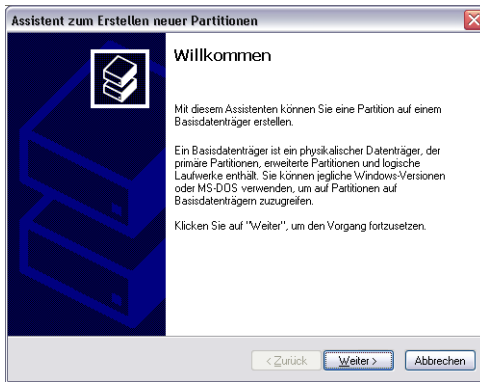 Assistent zum Erstellen neuer Partitionen
Willkommen
Mit diesem Assistenten können Sie eine Partition auf einem
Basisdatenträger erstellen.
Ein Basisdatenträger ist ein physikalischer Datenträger, der
primäre Partitionen, erweiterte Partitionen und logische
Laufwerke enthält. Sie können jegliche Windows-Versionen
oder MS-DOS verwenden, um auf Partitionen auf
Basisdatenträgern zuzugreifen.
Klicken Sie auf "Weiter", um den Vorgang fortzusetzen.
< Zurück Weiter > Abbrechen